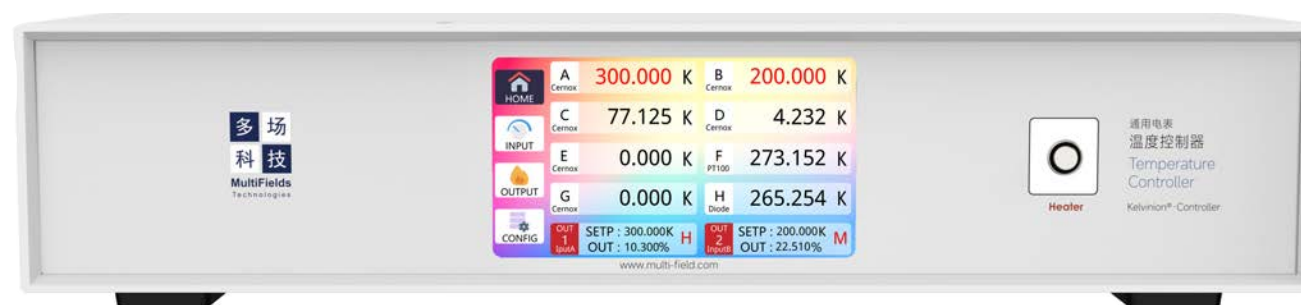 多场
科技
MultiFields
Technologies
HOME
INPUT
OUTPUT
CONFIG
A
Cernox
300.000 K
B
Cernox
200.000 K
C
Cernox
77.125 K
D
Cernox
4.232 K
E
Cernox
0.000 K
F
PT100
273.152 K
G
Cernox
0.000 K
H
Diode
265.254 K
OUT
1
IputA
SETP : 300.000K
OUT : 10.300%
H
OUT
2
InputB
SETP : 200.000K
OUT : 22.510%
M
www.multi-field.com
Heater
通用电表
温度控制器
Temperature
Controller
Kelvinion®-Controller